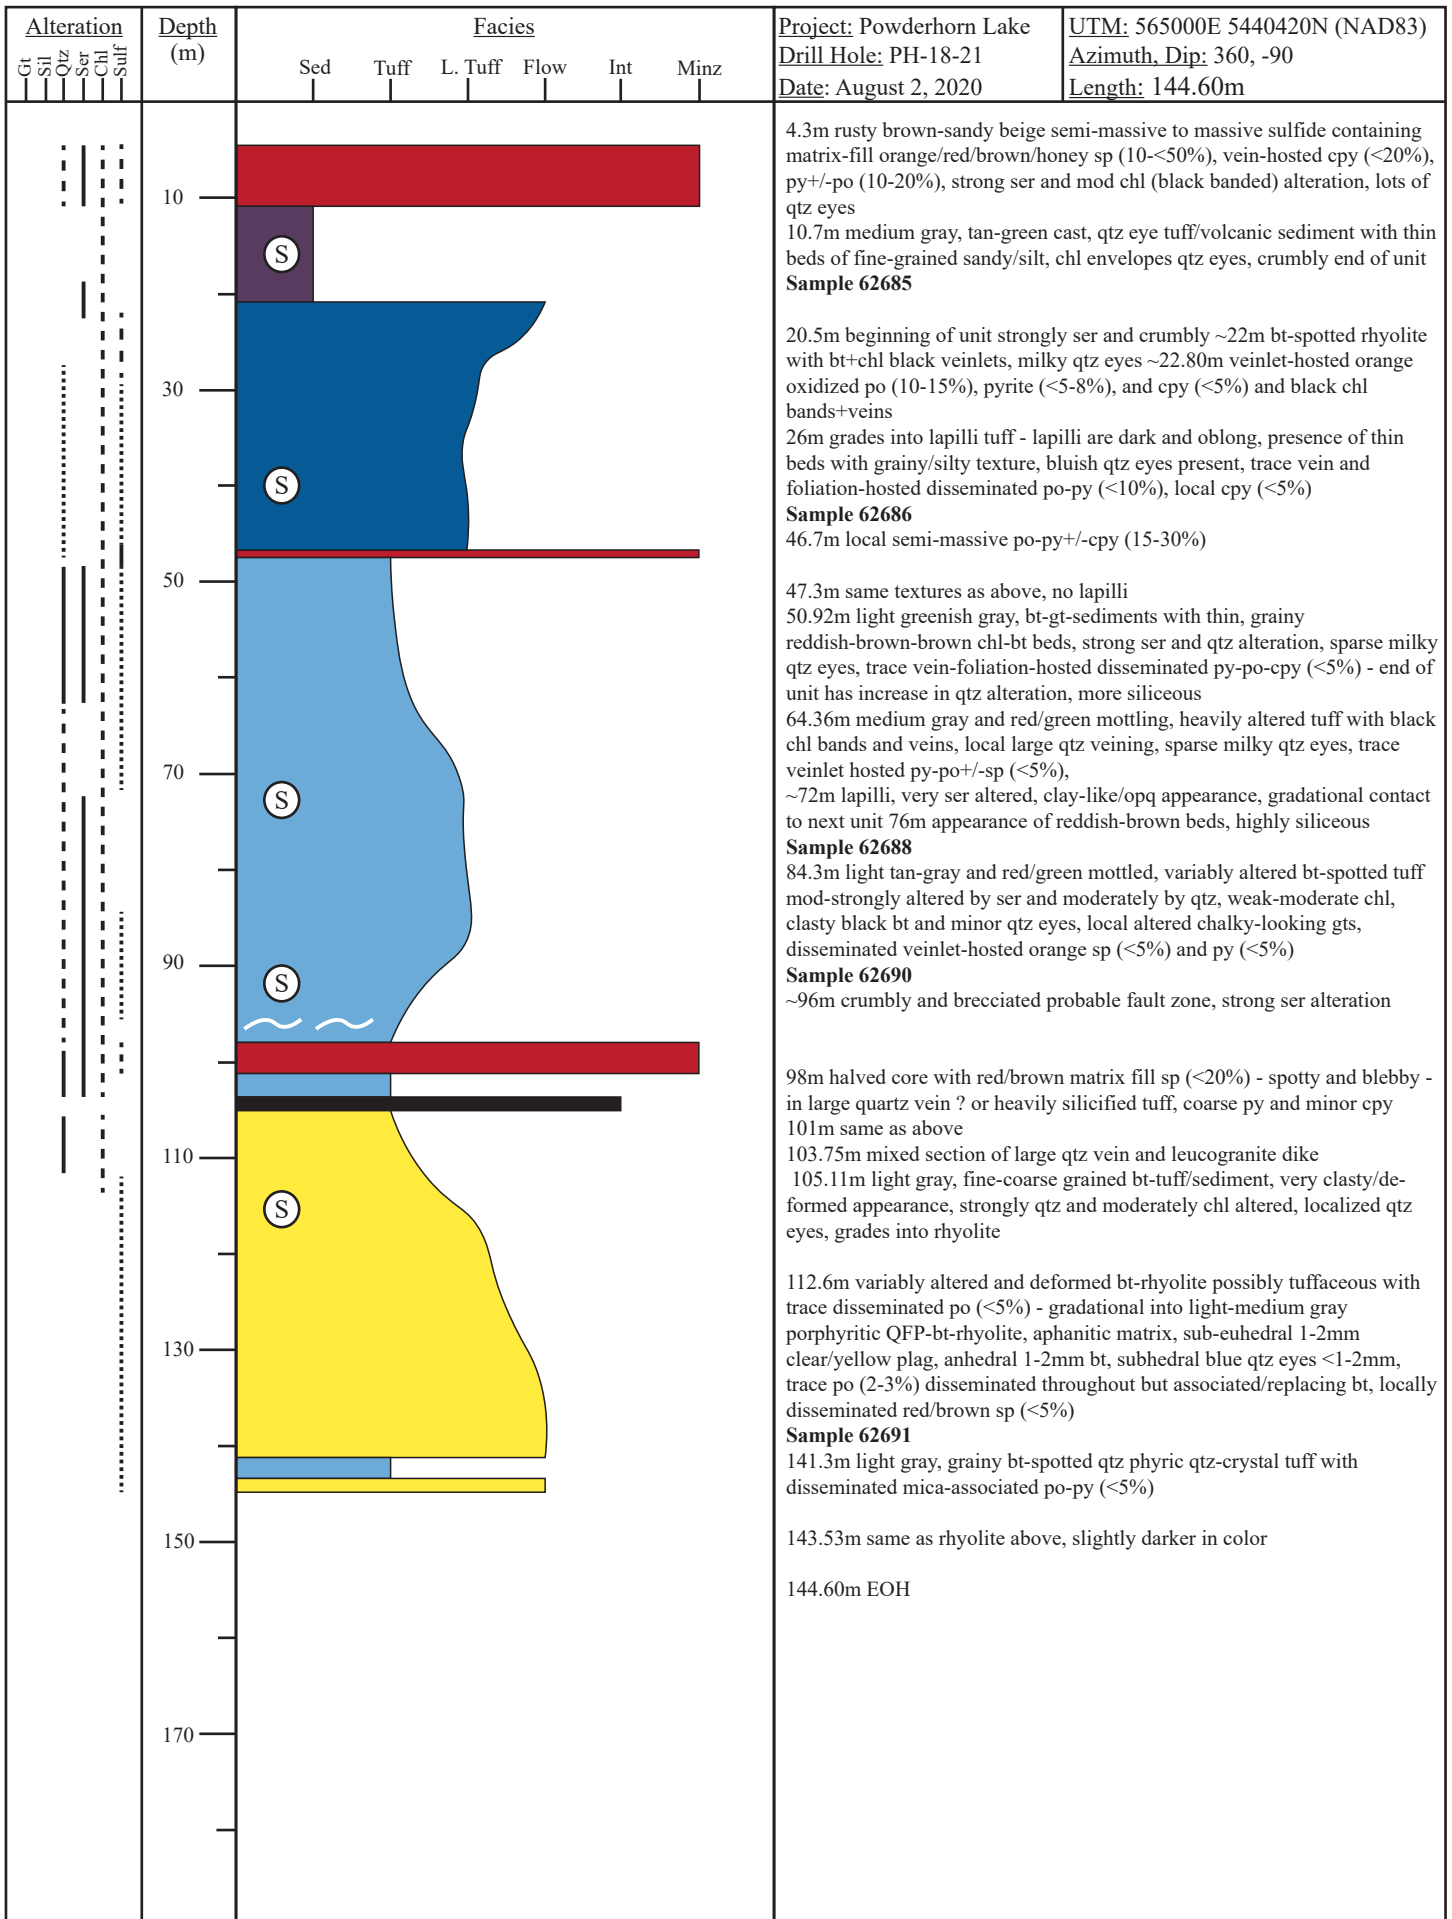 Alteration
Gt
Sil
Qtz
Ser
Chl
Sulf
Depth
(m)
Facies
Sed
Tuff
L. Tuff
Flow
Int
Minz
Project: Powderhorn Lake
Drill Hole: PH-18-21
Date: August 2, 2020
UTM: 565000E 5440420N (NAD83)
Azimuth, Dip: 360, -90
Length: 144.60m
10
30
50
70
90
110
130
150
170
S
S
S
S
S
4.3m rusty brown-sandy beige semi-massive to massive sulfide containing
matrix-fill orange/red/brown/honey sp (10-<50%), vein-hosted cpy (<20%),
py+/-po (10-20%), strong ser and mod chl (black banded) alteration, lots of
qtz eyes
10.7m medium gray, tan-green cast, qtz eye tuff/volcanic sediment with thin
beds of fine-grained sandy/silt, chl envelopes qtz eyes, crumbly end of unit
Sample 62685
20.5m beginning of unit strongly ser and crumbly ~22m bt-spotted rhyolite
with bt+chl black veinlets, milky qtz eyes ~22.80m veinlet-hosted orange
oxidized po (10-15%), pyrite (<5-8%), and cpy (<5%) and black chl
bands+veins
26m grades into lapilli tuff - lapilli are dark and oblong, presence of thin
beds with grainy/silty texture, bluish qtz eyes present, trace vein and
foliation-hosted disseminated po-py (<10%), local cpy (<5%)
Sample 62686
46.7m local semi-massive po-py+/-cpy (15-30%)
47.3m same textures as above, no lapilli
50.92m light greenish gray, bt-gt-sediments with thin, grainy
reddish-brown-brown chl-bt beds, strong ser and qtz alteration, sparse milky
qtz eyes, trace vein-foliation-hosted disseminated py-po-cpy (<5%) - end of
unit has increase in qtz alteration, more siliceous
64.36m medium gray and red/green mottling, heavily altered tuff with black
chl bands and veins, local large qtz veining, sparse milky qtz eyes, trace
veinlet hosted py-po+/-sp (<5%),
~72m lapilli, very ser altered, clay-like/opq appearance, gradational contact
to next unit 76m appearance of reddish-brown beds, highly siliceous
Sample 62688
84.3m light tan-gray and red/green mottled, variably altered bt-spotted tuff
mod-strongly altered by ser and moderately by qtz, weak-moderate chl,
clasty black bt and minor qtz eyes, local altered chalky-looking gts,
disseminated veinlet-hosted orange sp (<5%) and py (<5%)
Sample 62690
~96m crumbly and brecciated probable fault zone, strong ser alteration
98m halved core with red/brown matrix fill sp (<20%) - spotty and blebby -
in large quartz vein ? or heavily silicified tuff, coarse py and minor cpy
101m same as above
103.75m mixed section of large qtz vein and leucogranite dike
105.11m light gray, fine-coarse grained bt-tuff/sediment, very clasty/de-
formed appearance, strongly qtz and moderately chl altered, localized qtz
eyes, grades into rhyolite
112.6m variably altered and deformed bt-rhyolite possibly tuffaceous with
trace disseminated po (<5%) - gradational into light-medium gray
porphyritic QFP-bt-rhyolite, aphanitic matrix, sub-euhedral 1-2mm
clear/yellow plag, anhedral 1-2mm bt, subhedral blue qtz eyes <1-2mm,
trace po (2-3%) disseminated throughout but associated/replacing bt, locally
disseminated red/brown sp (<5%)
Sample 62691
141.3m light gray, grainy bt-spotted qtz phyric qtz-crystal tuff with
disseminated mica-associated po-py (<5%)
143.53m same as rhyolite above, slightly darker in color
144.60m EOH